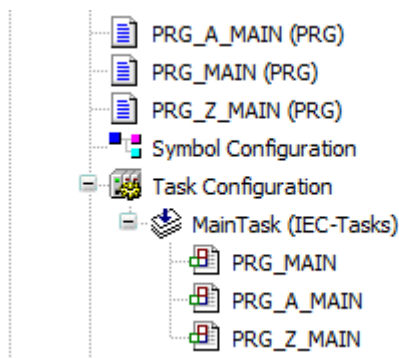 PRG_A_MAIN (PRG)
PRG_MAIN (PRG)
PRG_Z_MAIN (PRG)
Symbol Configuration
Task Configuration
MainTask (IEC-Tasks)
PRG_MAIN
PRG_A_MAIN
PRG_Z_MAIN